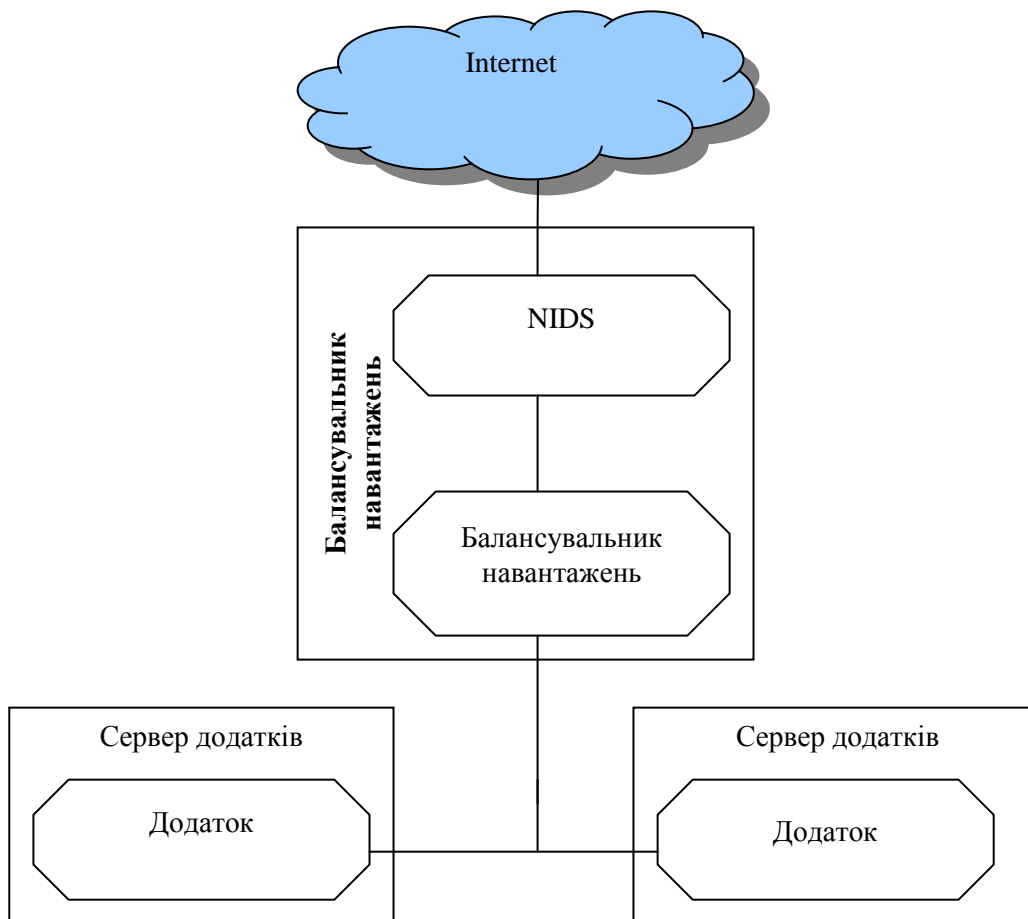 Internet
NIDS
Балансувальник
навантажень
Балансувальник
навантажень
Сервер додатків
Сервер додатків
Додаток
Додаток